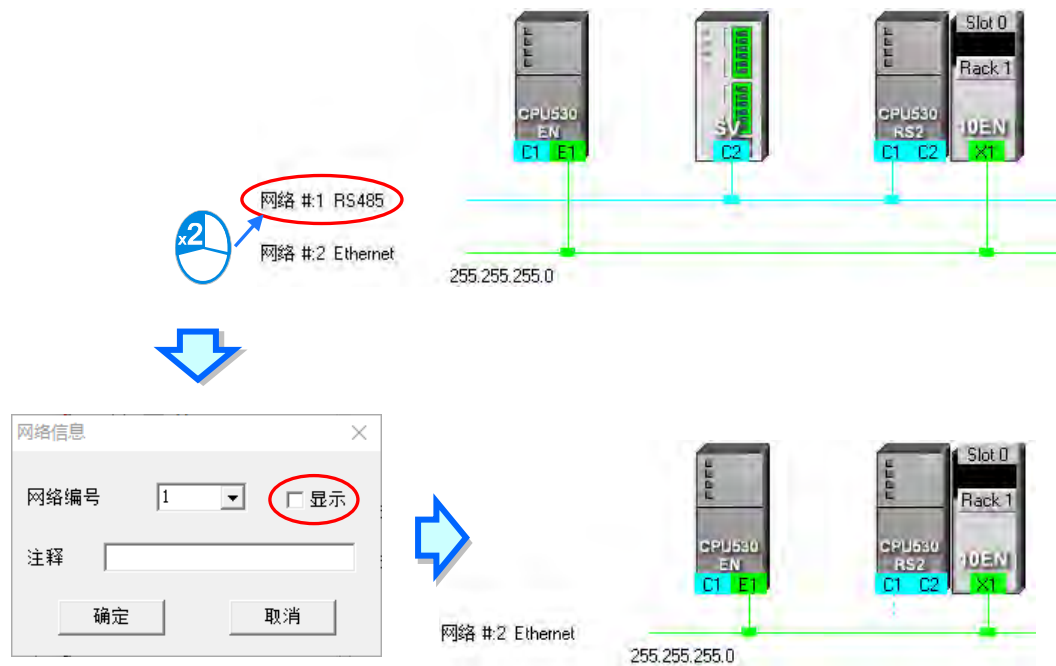 Slot 0
Rack 1
CPU530
EN
SV
CPU530
RS2
10EN
C1 E1
C2
C1 C2
X1
网络 #:1 RS485
x2
网络 #:2 Ethernet
255.255.255.0
网络信息
网络编号
1
显示
注释
确定
取消
Slot 0
Rack 1
CPU530
EN
CPU530
RS2
10EN
C1 E1
C1 C2
X1
网络 #:2 Ethernet
255.255.255.0